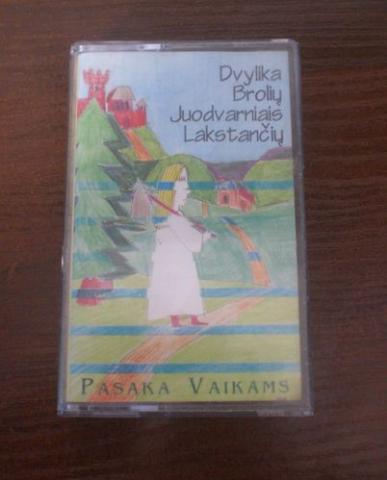 Dvylika
Brolių
Juodvarniais
Lakstančių
PASAKA VAIKAMS